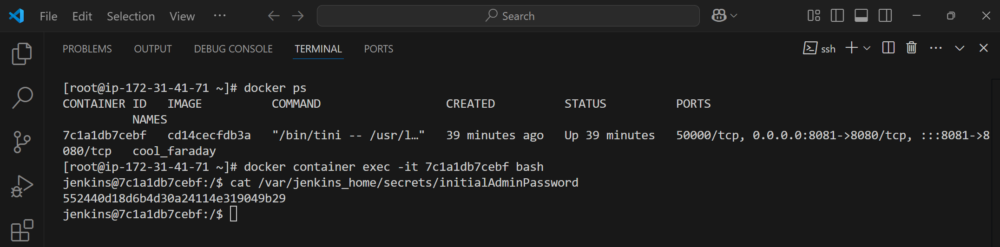 File Edit Selection View ··· Search
PROBLEMS OUTPUT DEBUG CONSOLE TERMINAL PORTS ssh
[root@ip-172-31-41-71 ~]# docker ps
CONTAINER ID   IMAGE          COMMAND                  CREATED          STATUS          PORTS
          NAMES
7c1a1db7cebf   cd14cecfdb3a   "/bin/tini -- /usr/l…"   39 minutes ago   Up 39 minutes   50000/tcp, 0.0.0.0:8081->8080/tcp, :::8081->8
080/tcp   cool_faraday
[root@ip-172-31-41-71 ~]# docker container exec -it 7c1a1db7cebf bash
jenkins@7c1a1db7cebf:/$ cat /var/jenkins_home/secrets/initialAdminPassword
552440d18d6b4d30a24114e319049b29
jenkins@7c1a1db7cebf:/$